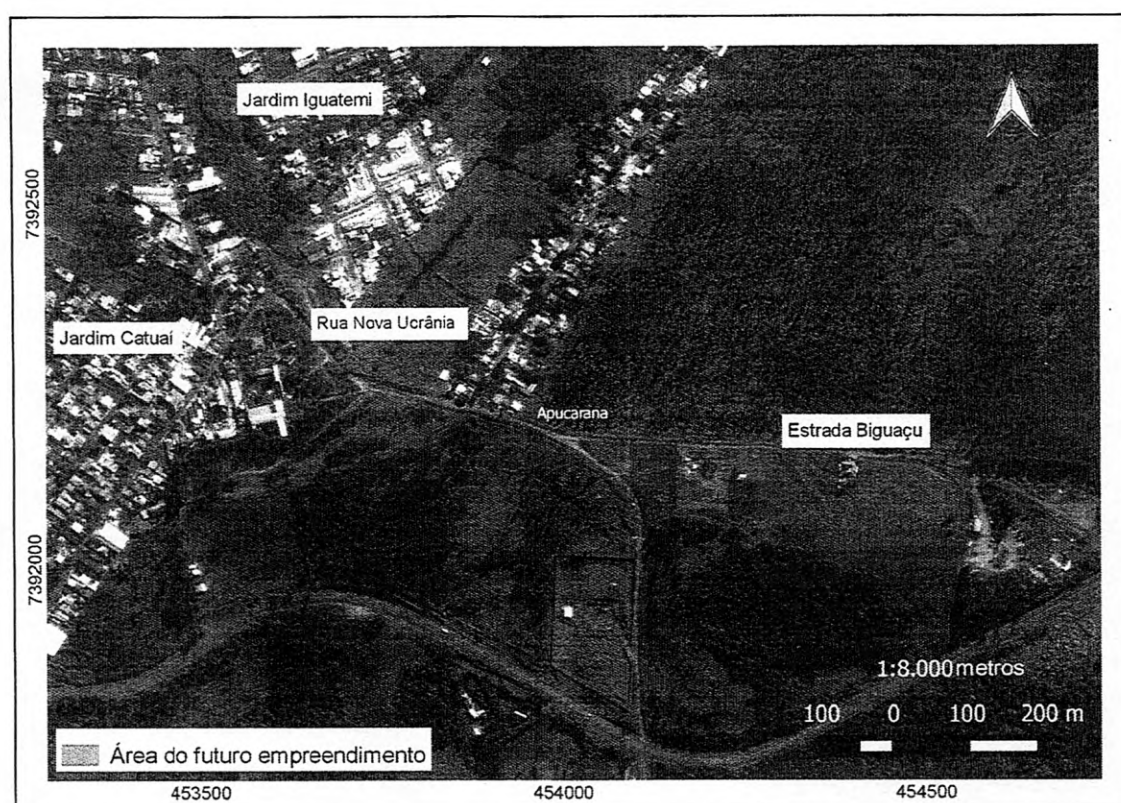 Jardim Iguatemi
7392500
Rua Nova Ucrânia
Jardim Catuaí
Apucarana
Estrada Biguaçu
7392000
1:8.000 metros
100 0 100 200 m
Área do futuro empreendimento
453500 454000 454500